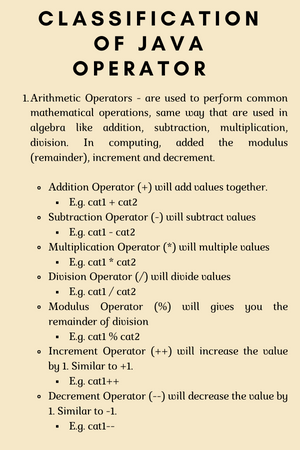 CLASSIFICATION
OF JAVA
OPERATOR
1. Arithmetic Operators - are used to perform common
mathematical operations, same way that are used in
algebra like addition, subtraction, multiplication,
division. In computing, added the modulus
(remainder), increment and decrement.
Addition Operator (+) will add values together.
E.g. cat1 + cat2
Subtraction Operator (-) will subtract values
E.g. cat1 - cat2
Multiplication Operator (*) will multiple values
E.g. cat1 * cat2
Division Operator (/) will divide values
E.g. cat1 / cat2
Modulus Operator (%) will gives you the
remainder of division
E.g. cat1 % cat2
Increment Operator (++) will increase the value
by 1. Similar to +1.
E.g. cat1++
Decrement Operator (--) will decrease the value by
1. Similar to -1.
E.g. cat1--